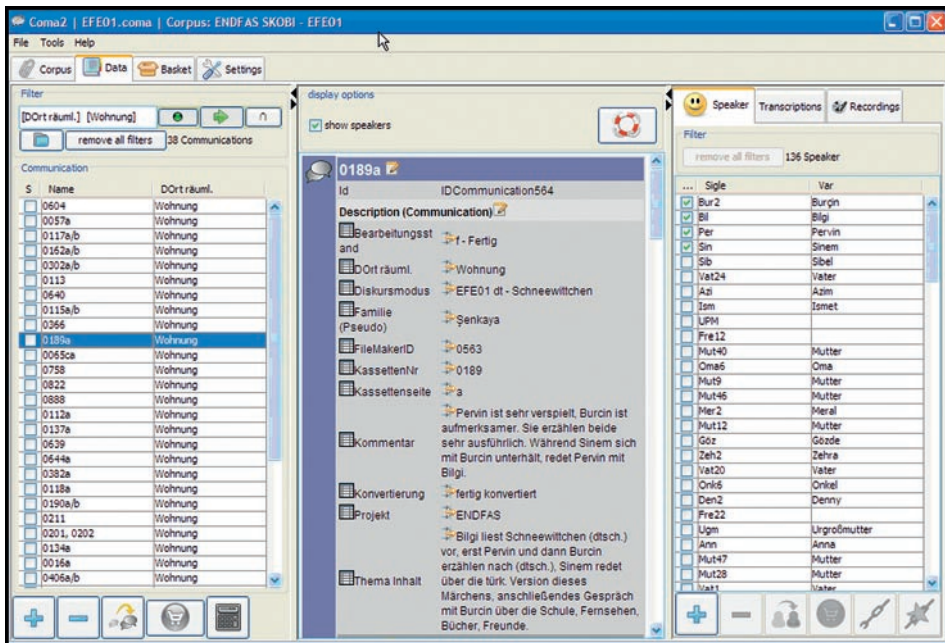 Coma2 | EFE01.coma | Corpus: ENDFAS SKOBI - EFE01
File Tools Help
Corpus Data Basket Settings
Filter
[DOrt räuml.] [Wohnung]
remove all filters 38 Communications
Communication
S Name DOrt räuml.
0604 Wohnung
0057a Wohnung
0117a/b Wohnung
0162a/b Wohnung
0302a/b Wohnung
0113 Wohnung
0640 Wohnung
0115a/b Wohnung
0366 Wohnung
0189a Wohnung
0065ca Wohnung
0758 Wohnung
0822 Wohnung
0888 Wohnung
0112a Wohnung
0137a Wohnung
0639 Wohnung
0644a Wohnung
0382a Wohnung
0118a Wohnung
0190a/b Wohnung
0211 Wohnung
0201, 0202 Wohnung
0134a Wohnung
0016a Wohnung
0406a/b Wohnung
display options
show speakers
0189a
Id IDCommunication564
Description (Communication)
Bearbeitungsst
and
f - Fertig
DOrt räuml. Wohnung
Diskursmodus EFE01 dt - Schneewittchen
Familie
(Pseudo)
Şenkaya
FileMakerID 0563
KassettenNr 0189
Kassettenseite a
Kommentar
Pervin ist sehr verspielt, Burcin ist
aufmerksamer. Sie erzählen beide
sehr ausführlich. Während Sinem sich
mit Burcin unterhält, redet Pervin mit
Bilgi.
Konvertierung fertig konvertiert
Projekt ENDFAS
Thema Inhalt
Bilgi liest Schneewittchen (dtsch.)
vor, erst Pervin und dann Burcin
erzählen nach (dtsch.), Sinem redet
über die türk. Version dieses
Märchens, anschließendes Gespräch
mit Burcin über die Schule, Fernsehen,
Bücher, Freunde.
Speaker Transcriptions Recordings
Filter
remove all filters 136 Speaker
... Sigle Var
Bur2 Burçin
Bil Bilgi
Per Pervin
Sin Sinem
Sib Sibel
Vat24 Vater
Azi Azim
Ism Ismet
UPM
Fre12
Mut40 Mutter
Oma6 Oma
Mut9 Mutter
Mut46 Mutter
Mer2 Meral
Mut12 Mutter
Göz Gözde
Zeh2 Zehra
Vat20 Vater
Onk6 Onkel
Den2 Denny
Fre22
Ugm Urgroßmutter
Ann Anna
Mut47 Mutter
Mut28 Mutter
Vat1 Vater